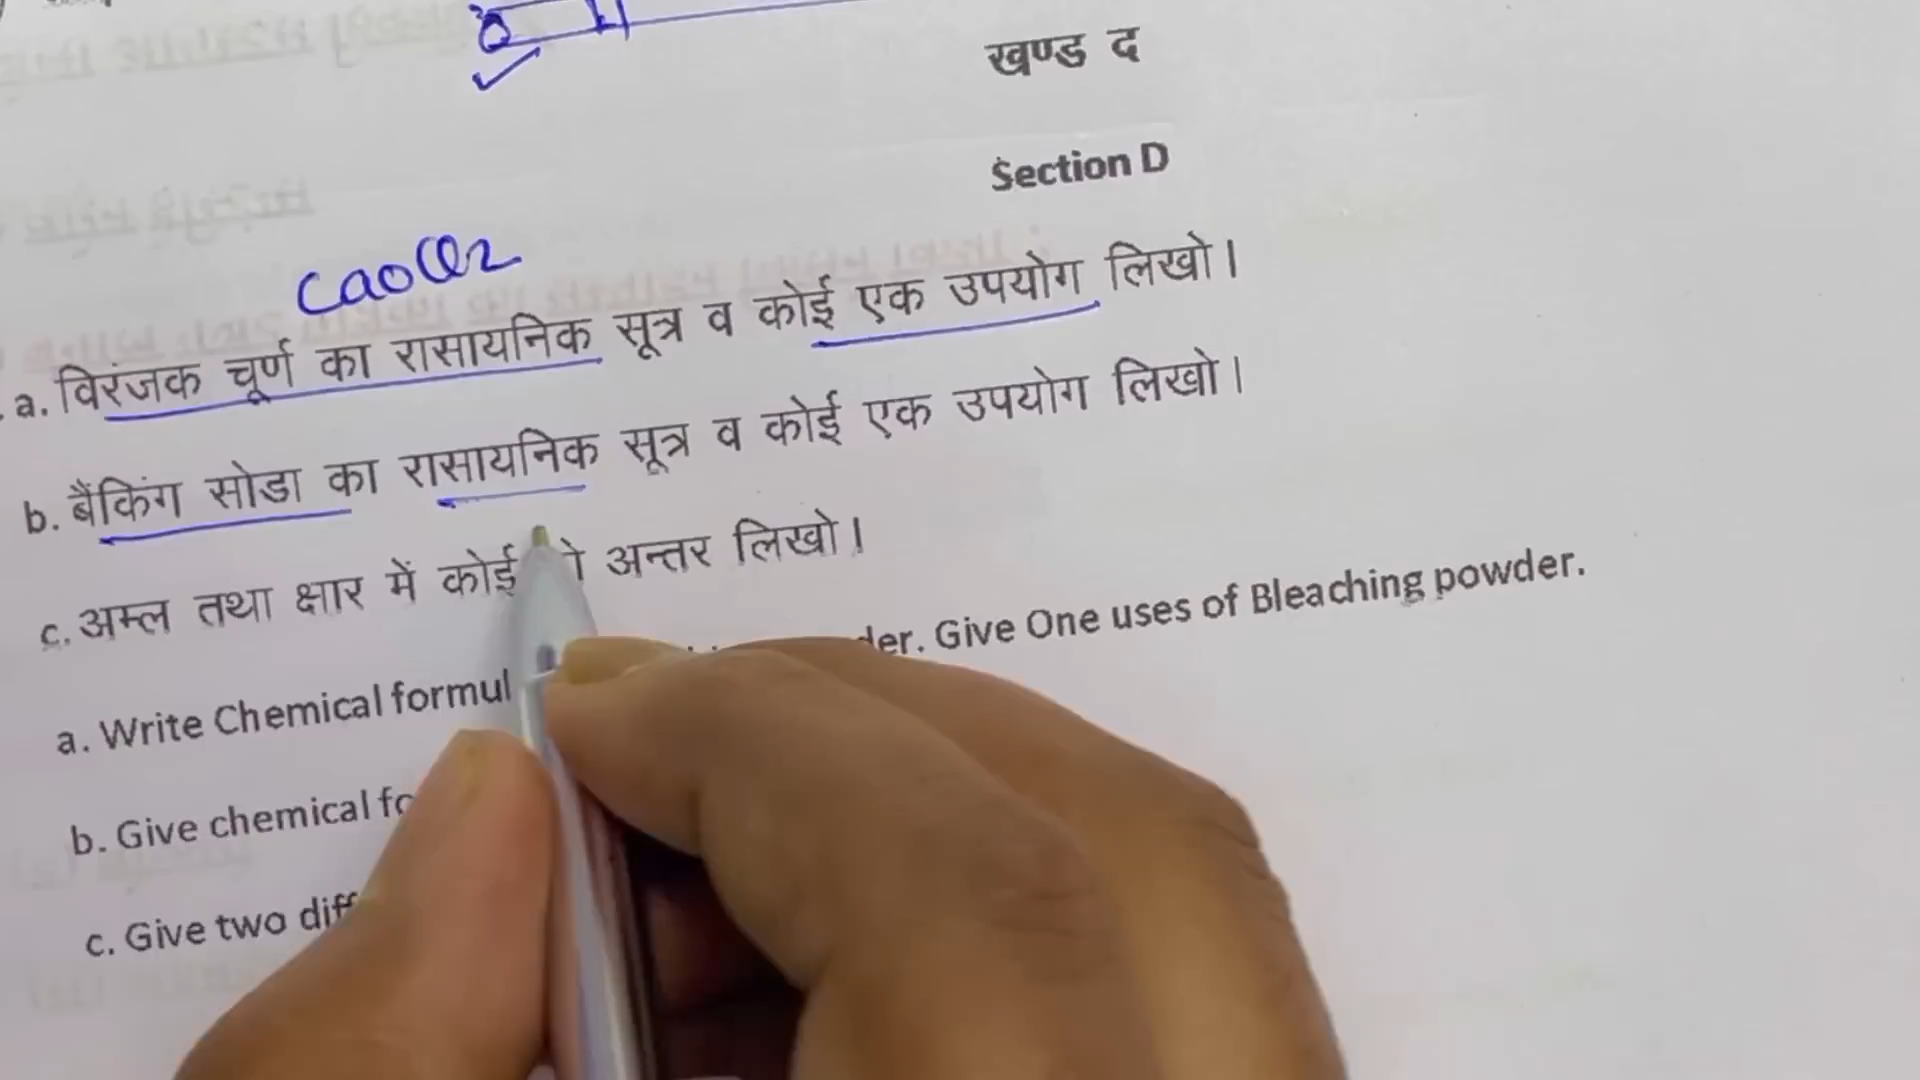 खण्ड द
Section D
CaOCl2
a. विरंजक चूर्ण का रासायनिक सूत्र व कोई एक उपयोग लिखो।
b. बैंकिंग सोडा का रासायनिक सूत्र व कोई एक उपयोग लिखो।
c. अम्ल तथा क्षार में कोई अन्तर लिखो।
a. Write Chemical formul der. Give One uses of Bleaching powder.
b. Give chemical fo
c. Give two diff